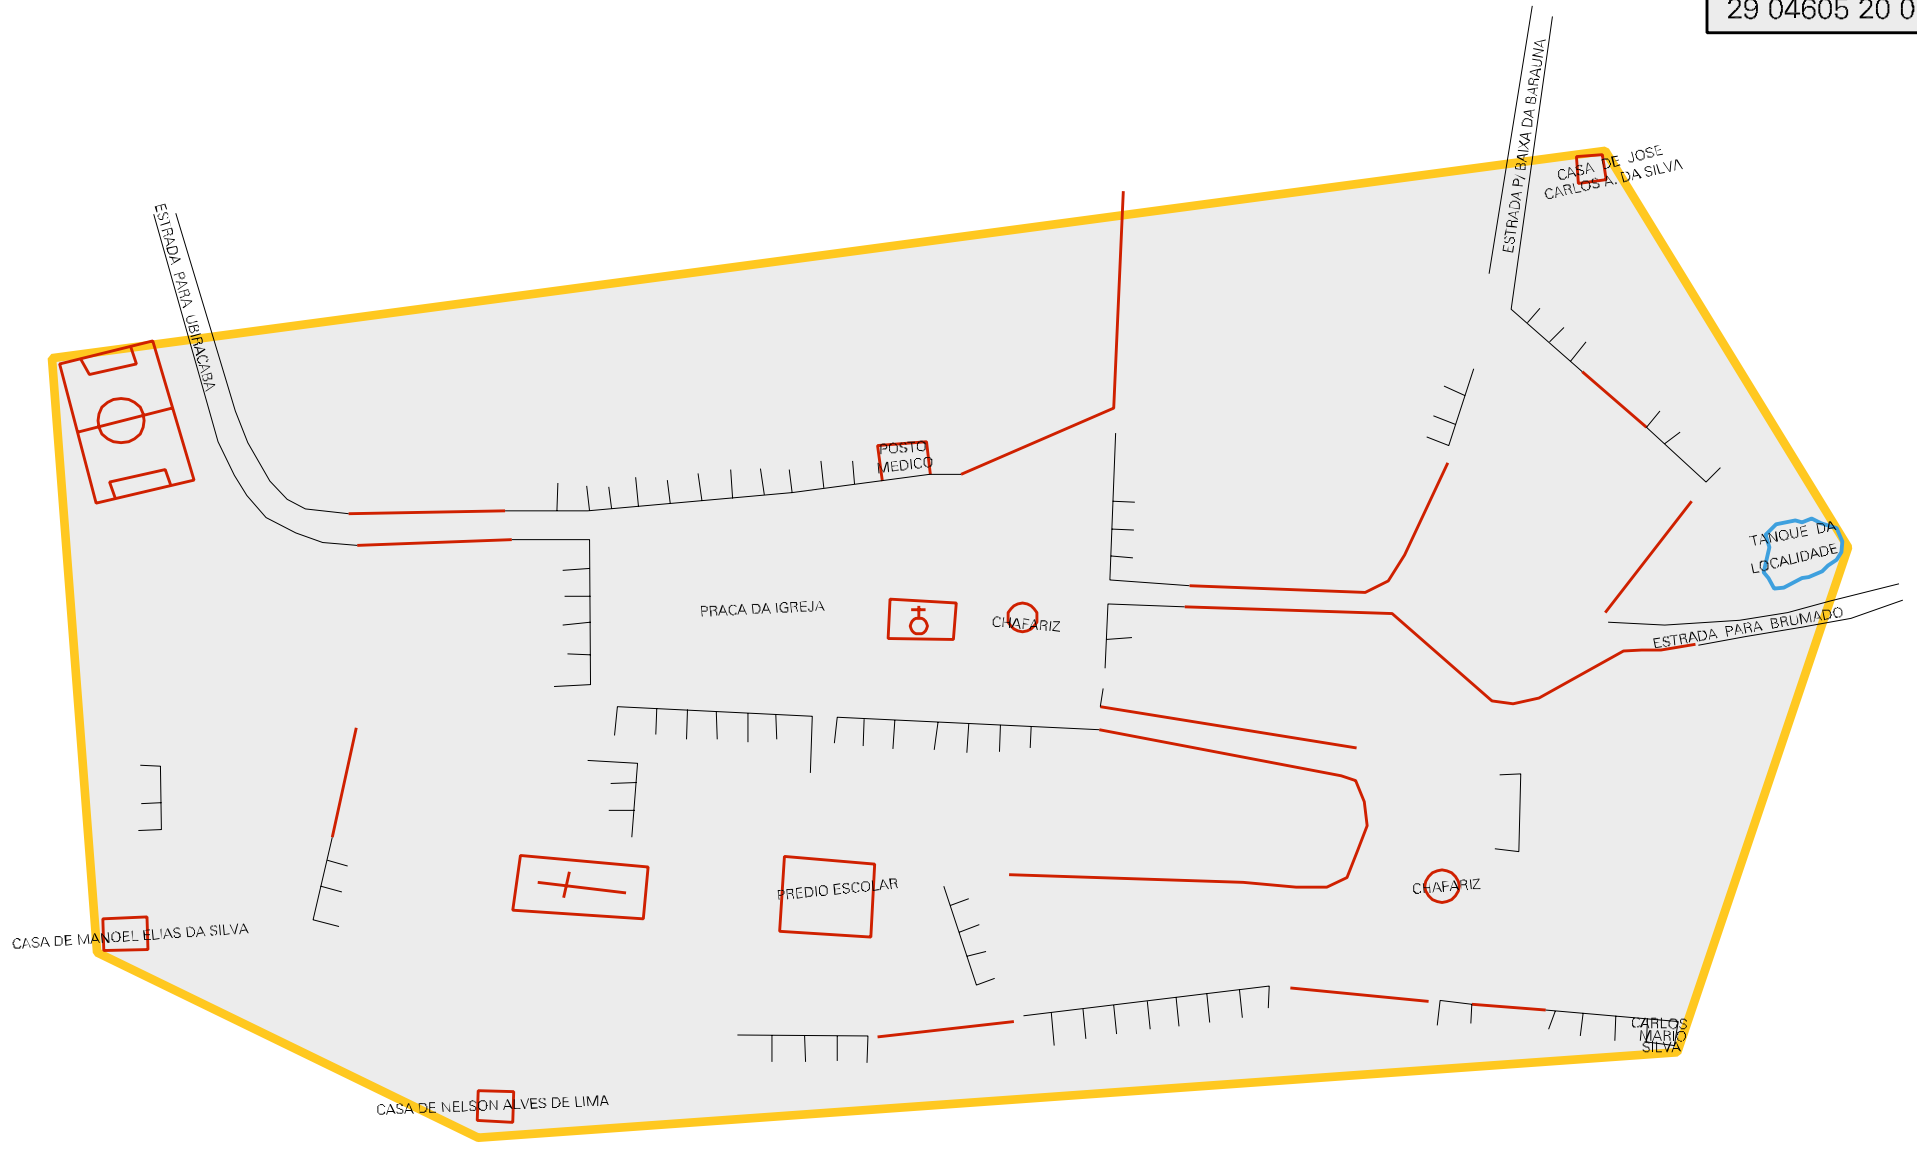 29 04605 20 0
ESTRADA P/ BAIXA DA BARAUNA
CASA DE JOSE
CARLOS A. DA SILVA
ESTRADA PARA UBIRACABA
POSTO
MEDICO
TANQUE DA
LOCALIDADE
PRACA DA IGREJA
CHAFARIZ
ESTRADA PARA BRUMADO
PREDIO ESCOLAR
CHAFARIZ
CASA DE MANOEL ELIAS DA SILVA
CARLOS
MARIO
SILVA
CASA DE NELSON ALVES DE LIMA